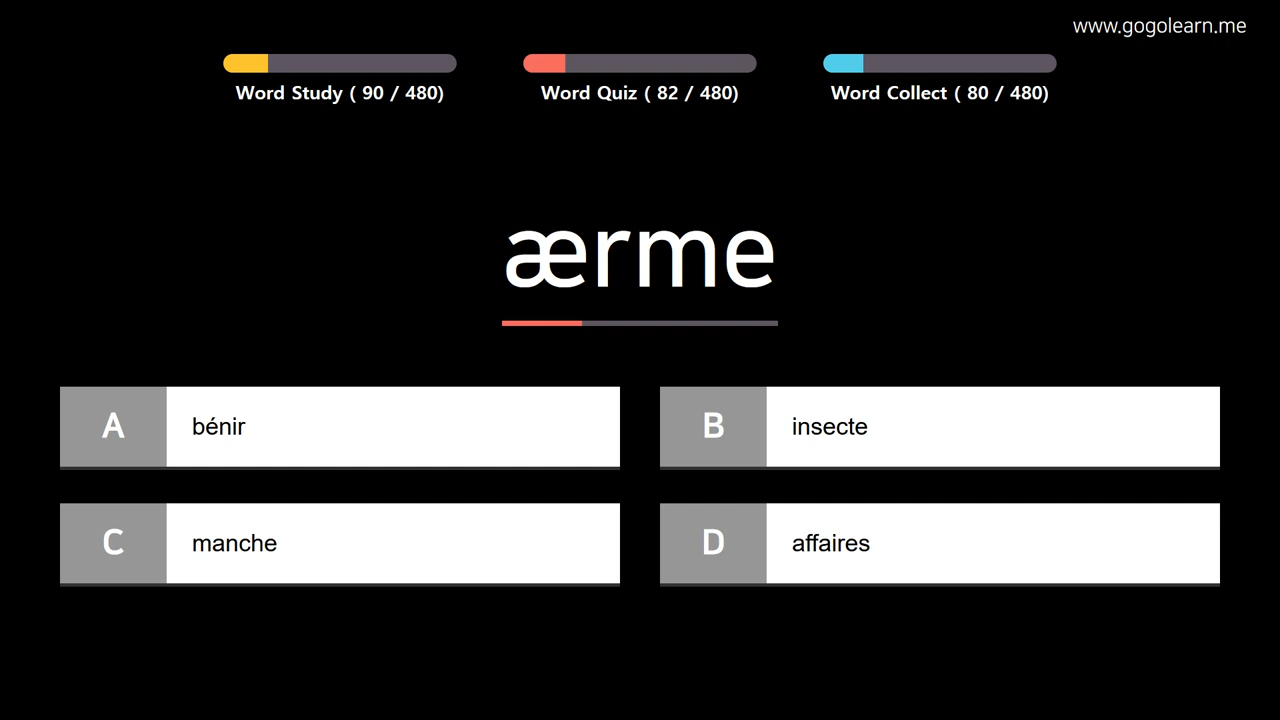 www.gogolearn.me
Word Study ( 90 / 480)
Word Quiz ( 82 / 480)
Word Collect ( 80 / 480)
ærme
A bénir
B insecte
C manche
D affaires